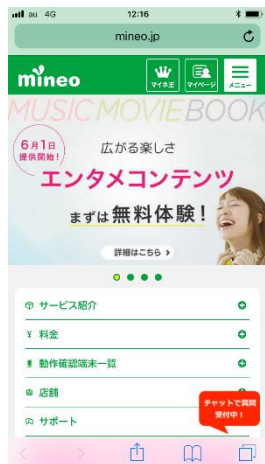 au 4G 12:16
mineo.jp
mineo
マイネ王 マイページ メニュー
MUSIC MOVIE BOOK
6月1日
提供開始!
広がる楽しさ
エンタメコンテンツ
まずは無料体験!
詳細はこちら
サービス紹介
¥ 料金
動作確認端末一覧
店舗
チャットで質問
受付中!
サポート